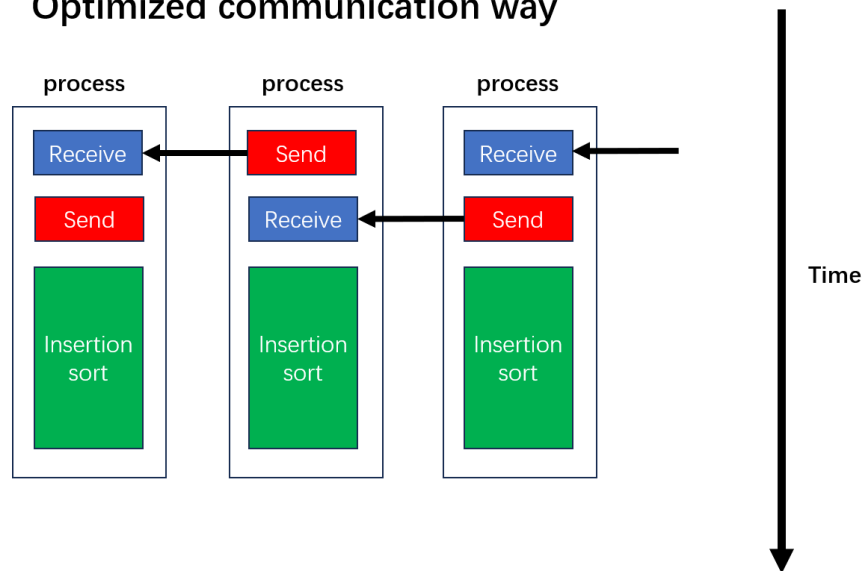 Optimized communication way
process process process
Receive Send Receive
Send Receive Send
Time
Insertion Insertion Insertion
sort sort sort